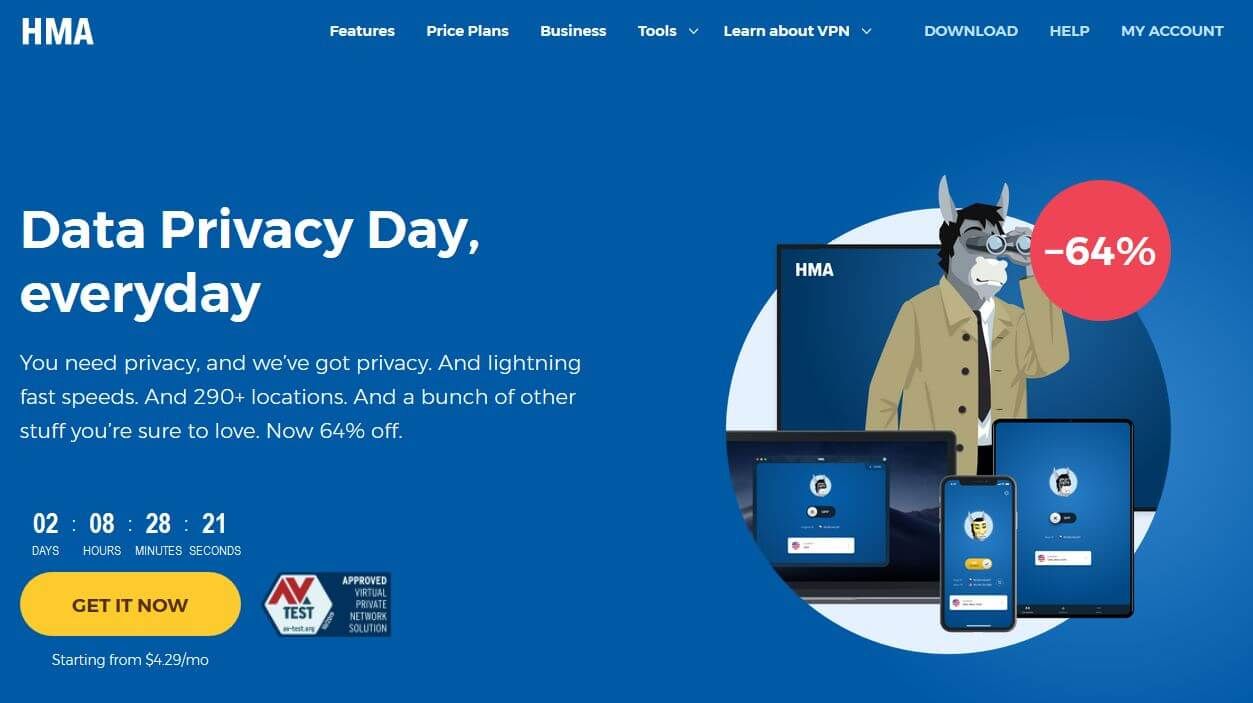 HMA
Features Price Plans Business Tools Learn about VPN DOWNLOAD HELP MY ACCOUNT
Data Privacy Day,
everyday
You need privacy, and we've got privacy. And lightning
fast speeds. And 290+ locations. And a bunch of other
stuff you're sure to love. Now 64% off.
02 : 08 : 28 : 21
DAYS HOURS MINUTES SECONDS
GET IT NOW
Starting from $4.29/mo
AV
TEST
av-test.org
APPROVED
VIRTUAL
PRIVATE
NETWORK
SOLUTION
HMA
-64%